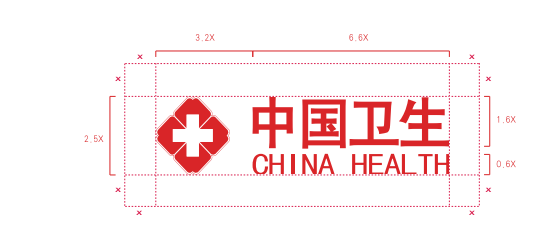 3.2X 6.6X
× ×
× ×
中国卫生
1.6X
2.5X
CHINA HEALTH
0.6X
× ×
× ×